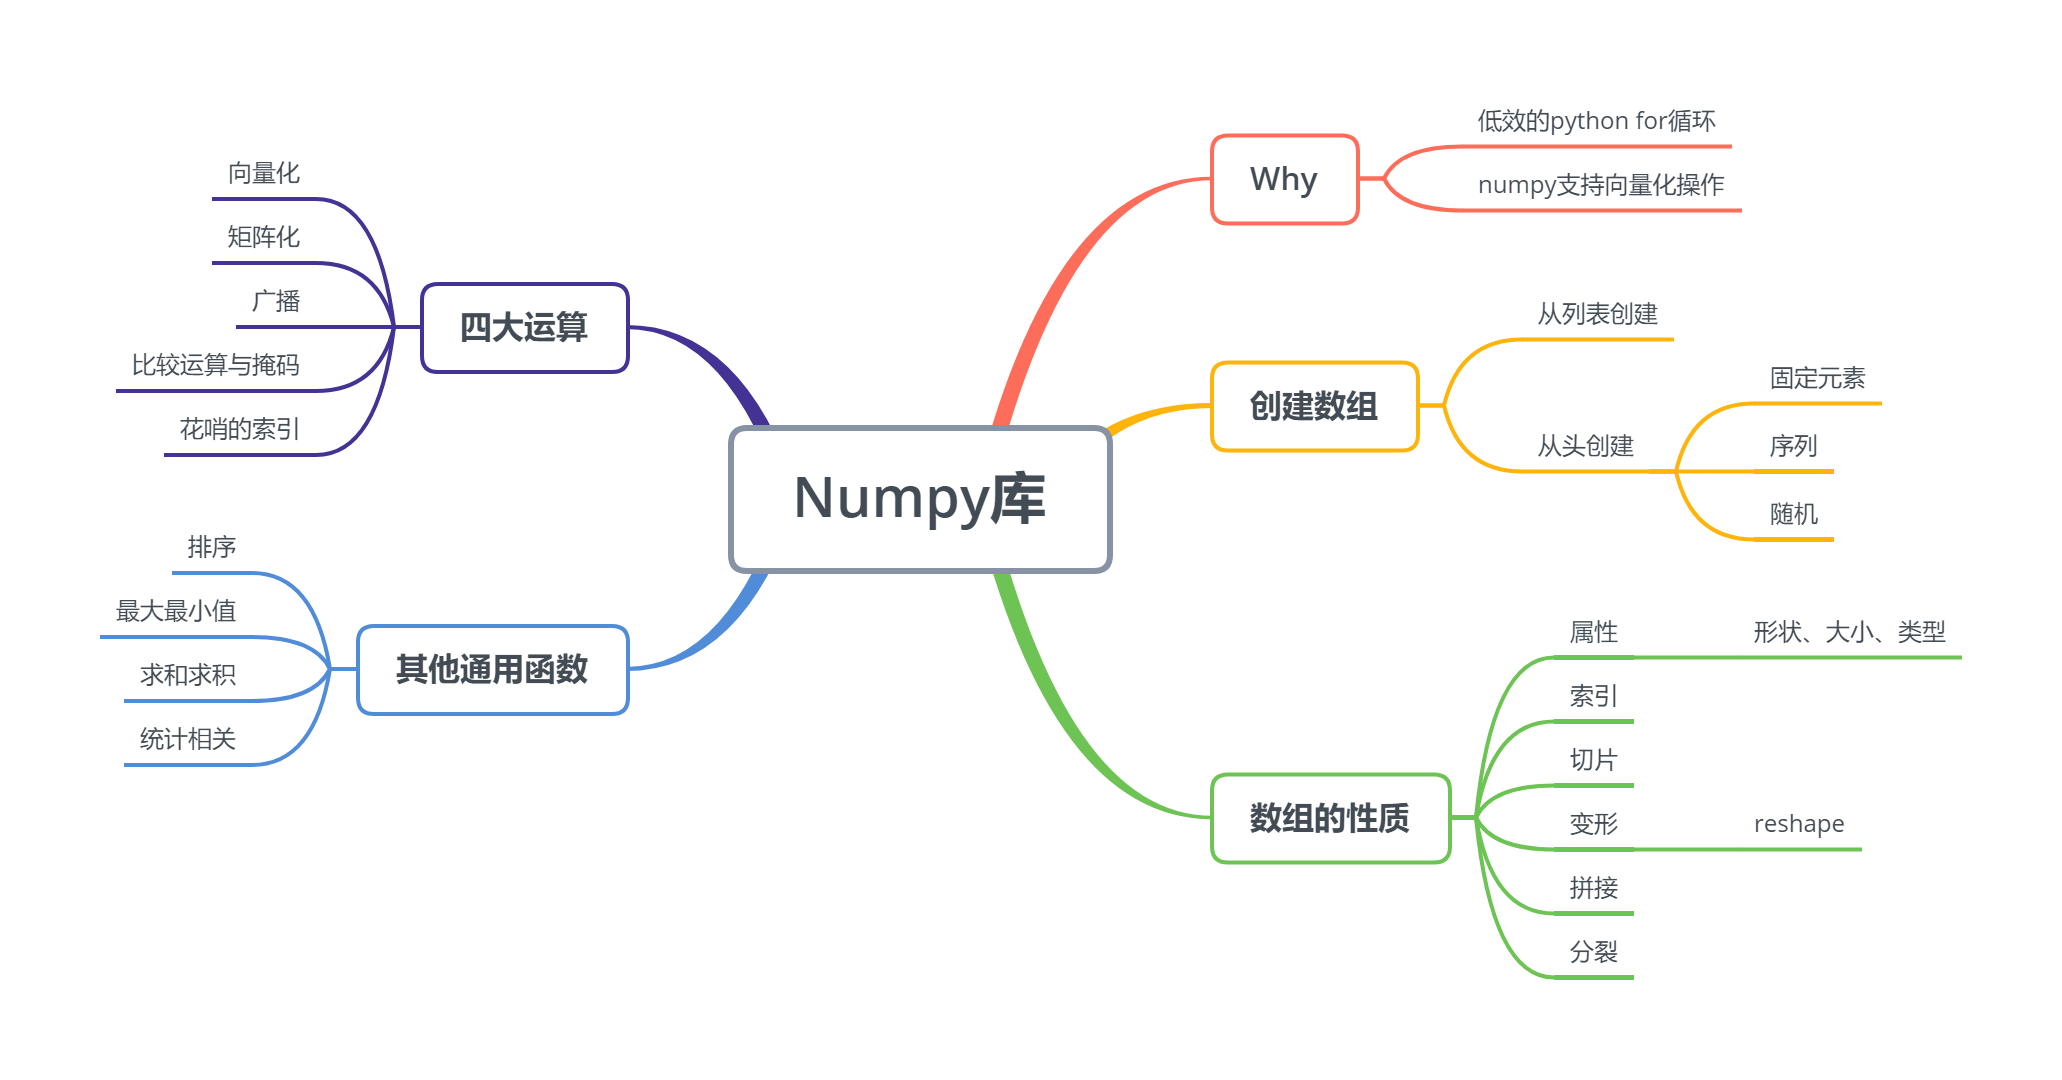 Numpy库
Why
低效的python for循环
numpy支持向量化操作
创建数组
从列表创建
从头创建
固定元素
序列
随机
数组的性质
属性
形状、大小、类型
索引
切片
变形
reshape
拼接
分裂
四大运算
向量化
矩阵化
广播
比较运算与掩码
花哨的索引
其他通用函数
排序
最大最小值
求和求积
统计相关